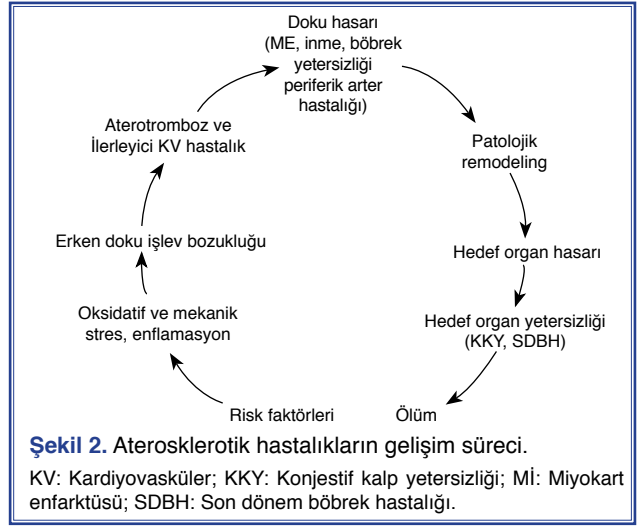 Doku hasarı
(ME, inme, böbrek
yetersizliği
periferik arter
hastalığı)
Patolojik
remodeling
Hedef organ hasarı
Hedef organ yetersizliği
(KKY, SDBH)
Ölüm
Risk faktörleri
Oksidatif ve mekanik
stres, enflamasyon
Erken doku işlev bozukluğu
Aterotromboz ve
İlerleyici KV hastalık
Şekil 2. Aterosklerotik hastalıkların gelişim süreci.
KV: Kardiyovasküler; KKY: Konjestif kalp yetersizliği; Mİ: Miyokart
enfarktüsü; SDBH: Son dönem böbrek hastalığı.